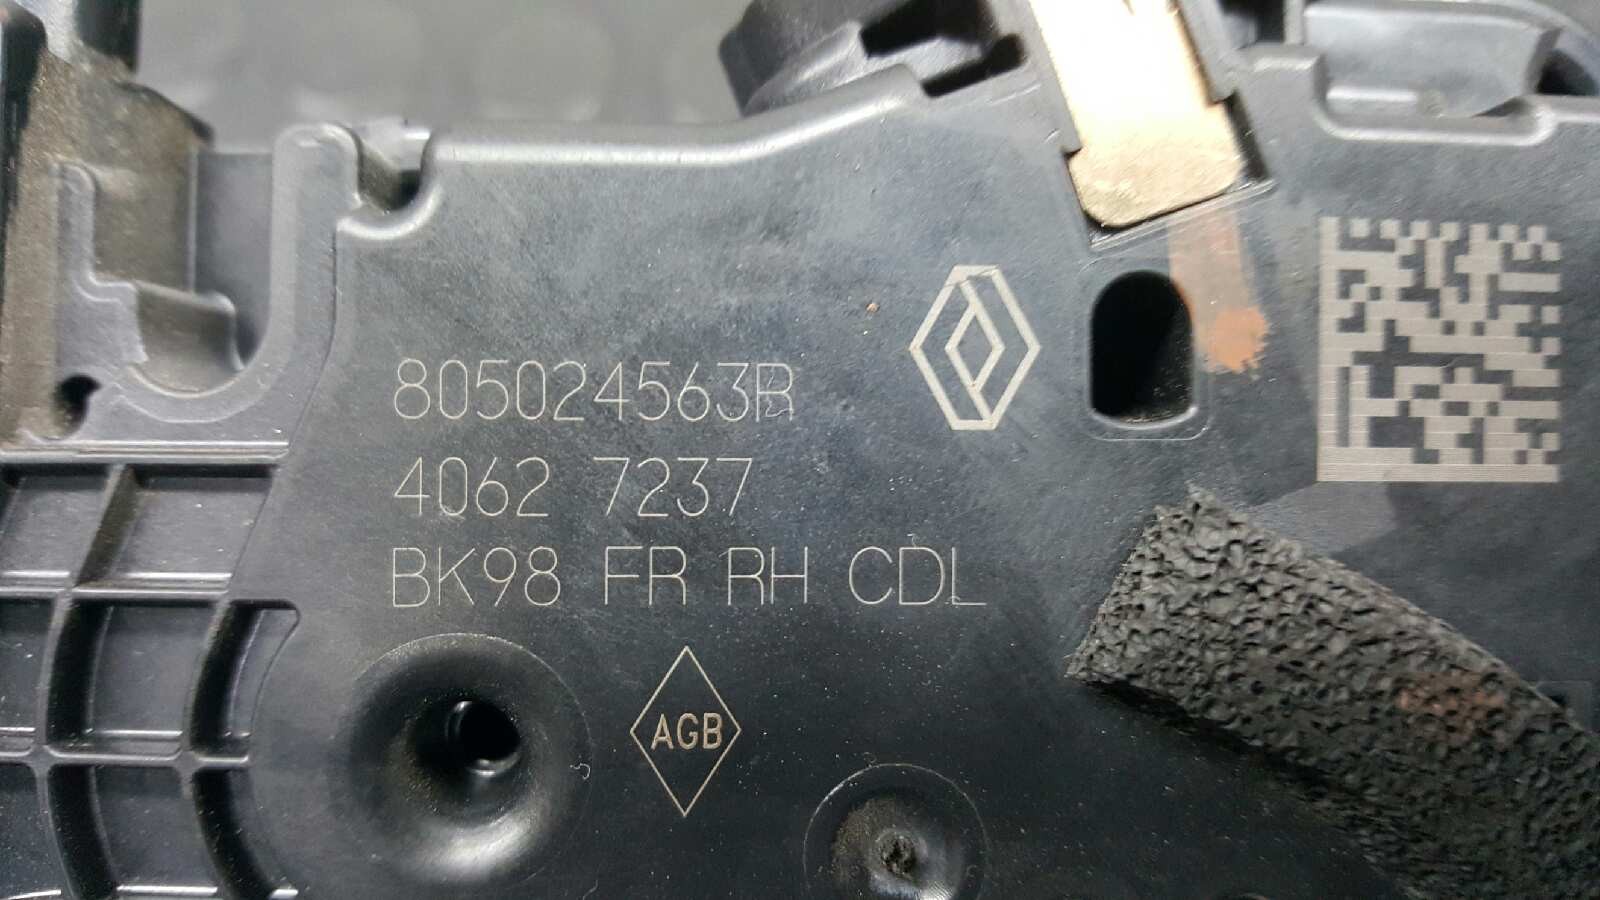 805024563R
4062 7237
BK98 FR RH CDL
AGB